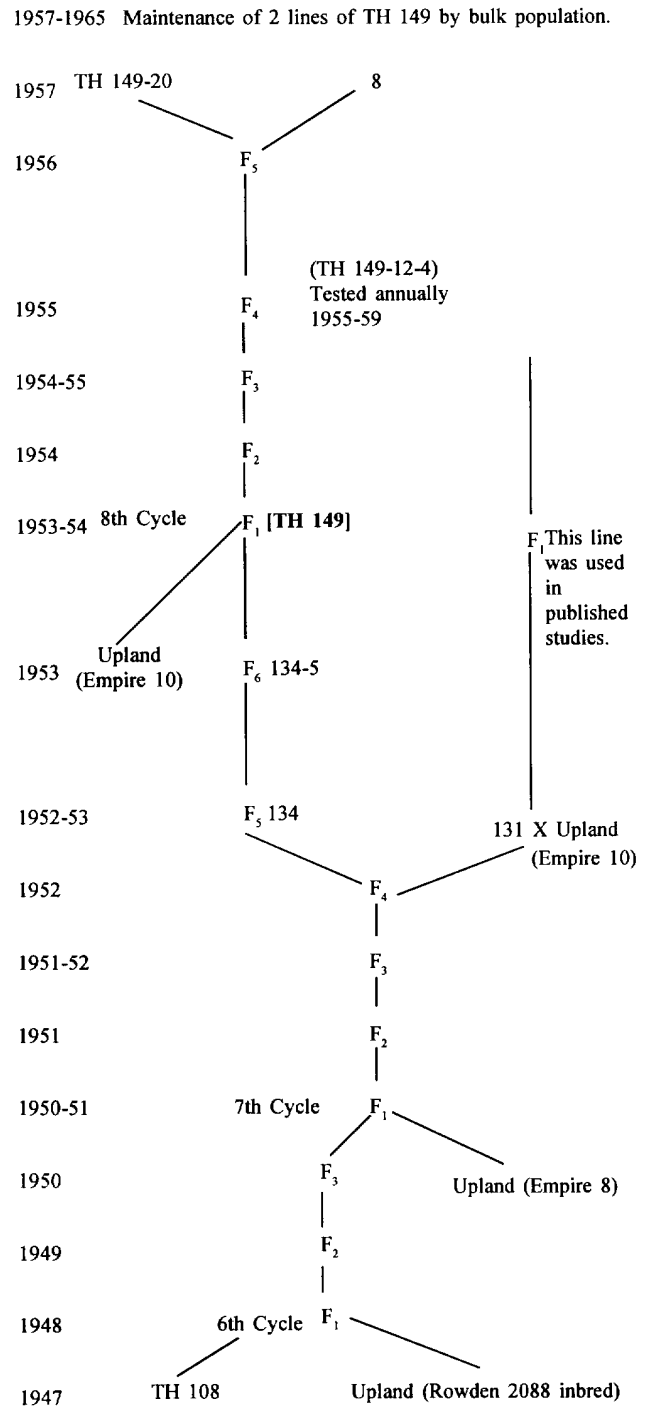 1957-1965 Maintenance of 2 lines of TH 149 by bulk population.
1957 TH 149-20 8
1956 F5
(TH 149-12-4)
Tested annually
1955 F4 1955-59
1954-55 F3
1954 F2
1953-54 8th Cycle F1 [TH 149]
F1 This line
was used
in
published
studies.
Upland
1953 (Empire 10) F6 134-5
1952-53 F5 134
131 X Upland
(Empire 10)
1952 F4
1951-52 F3
1951 F2
1950-51 7th Cycle F1
1950 F3 Upland (Empire 8)
1949 F2
1948 6th Cycle F1
1947 TH 108 Upland (Rowden 2088 inbred)